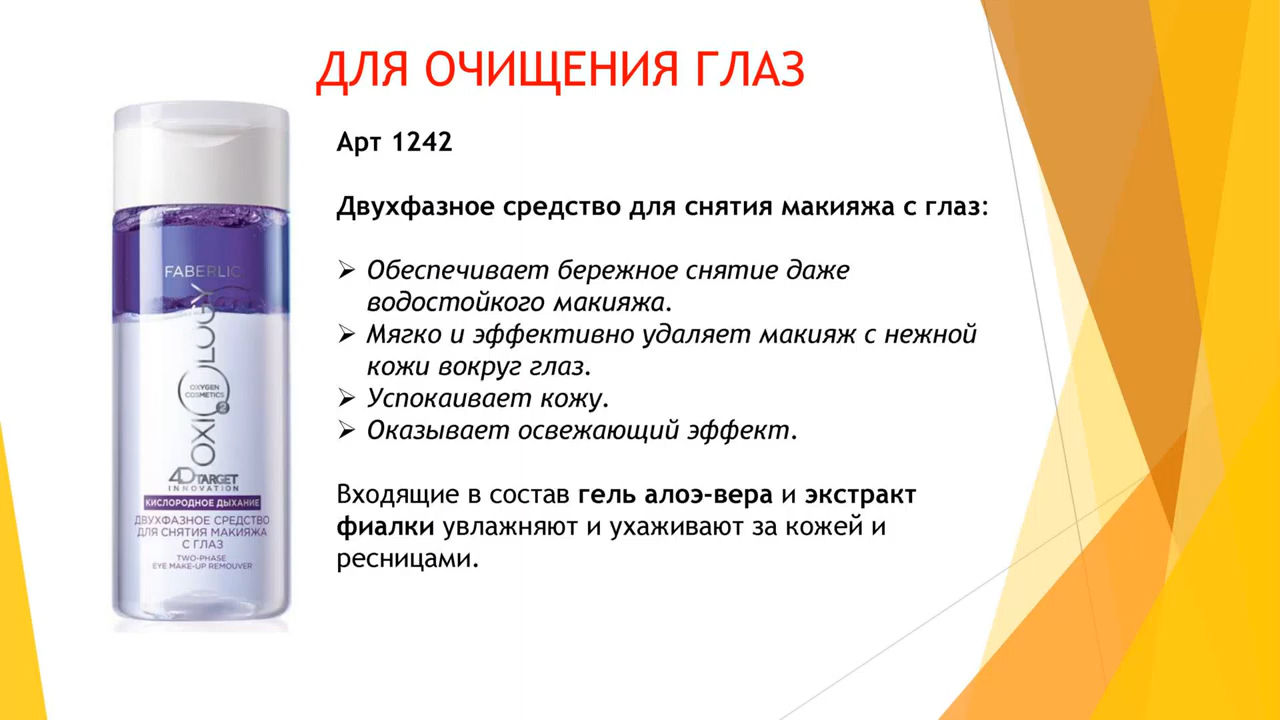 ДЛЯ ОЧИЩЕНИЯ ГЛАЗ
Арт 1242
Двухфазное средство для снятия макияжа с глаз:
➢ Обеспечивает бережное снятие даже
водостойкого макияжа.
➢ Мягко и эффективно удаляет макияж с нежной
кожи вокруг глаз.
➢ Успокаивает кожу.
➢ Оказывает освежающий эффект.
Входящие в состав гель алоэ-вера и экстракт
фиалки увлажняют и ухаживают за кожей и
ресницами.
FABERLIC
OXIOLOGY
OXYGEN
COSMETICS
2
4D TARGET
INNOVATION
КИСЛОРОДНОЕ ДЫХАНИЕ
ДВУХФАЗНОЕ СРЕДСТВО
ДЛЯ СНЯТИЯ МАКИЯЖА
С ГЛАЗ
TWO-PHASE
EYE MAKE-UP REMOUVER